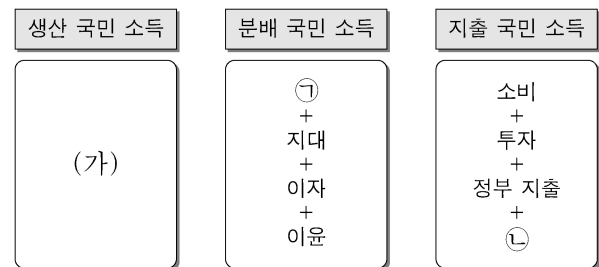 생산 국민 소득
(가)
분배 국민 소득
㉠
+
지대
+
이자
+
이윤
지출 국민 소득
소비
+
투자
+
정부 지출
+
㉡